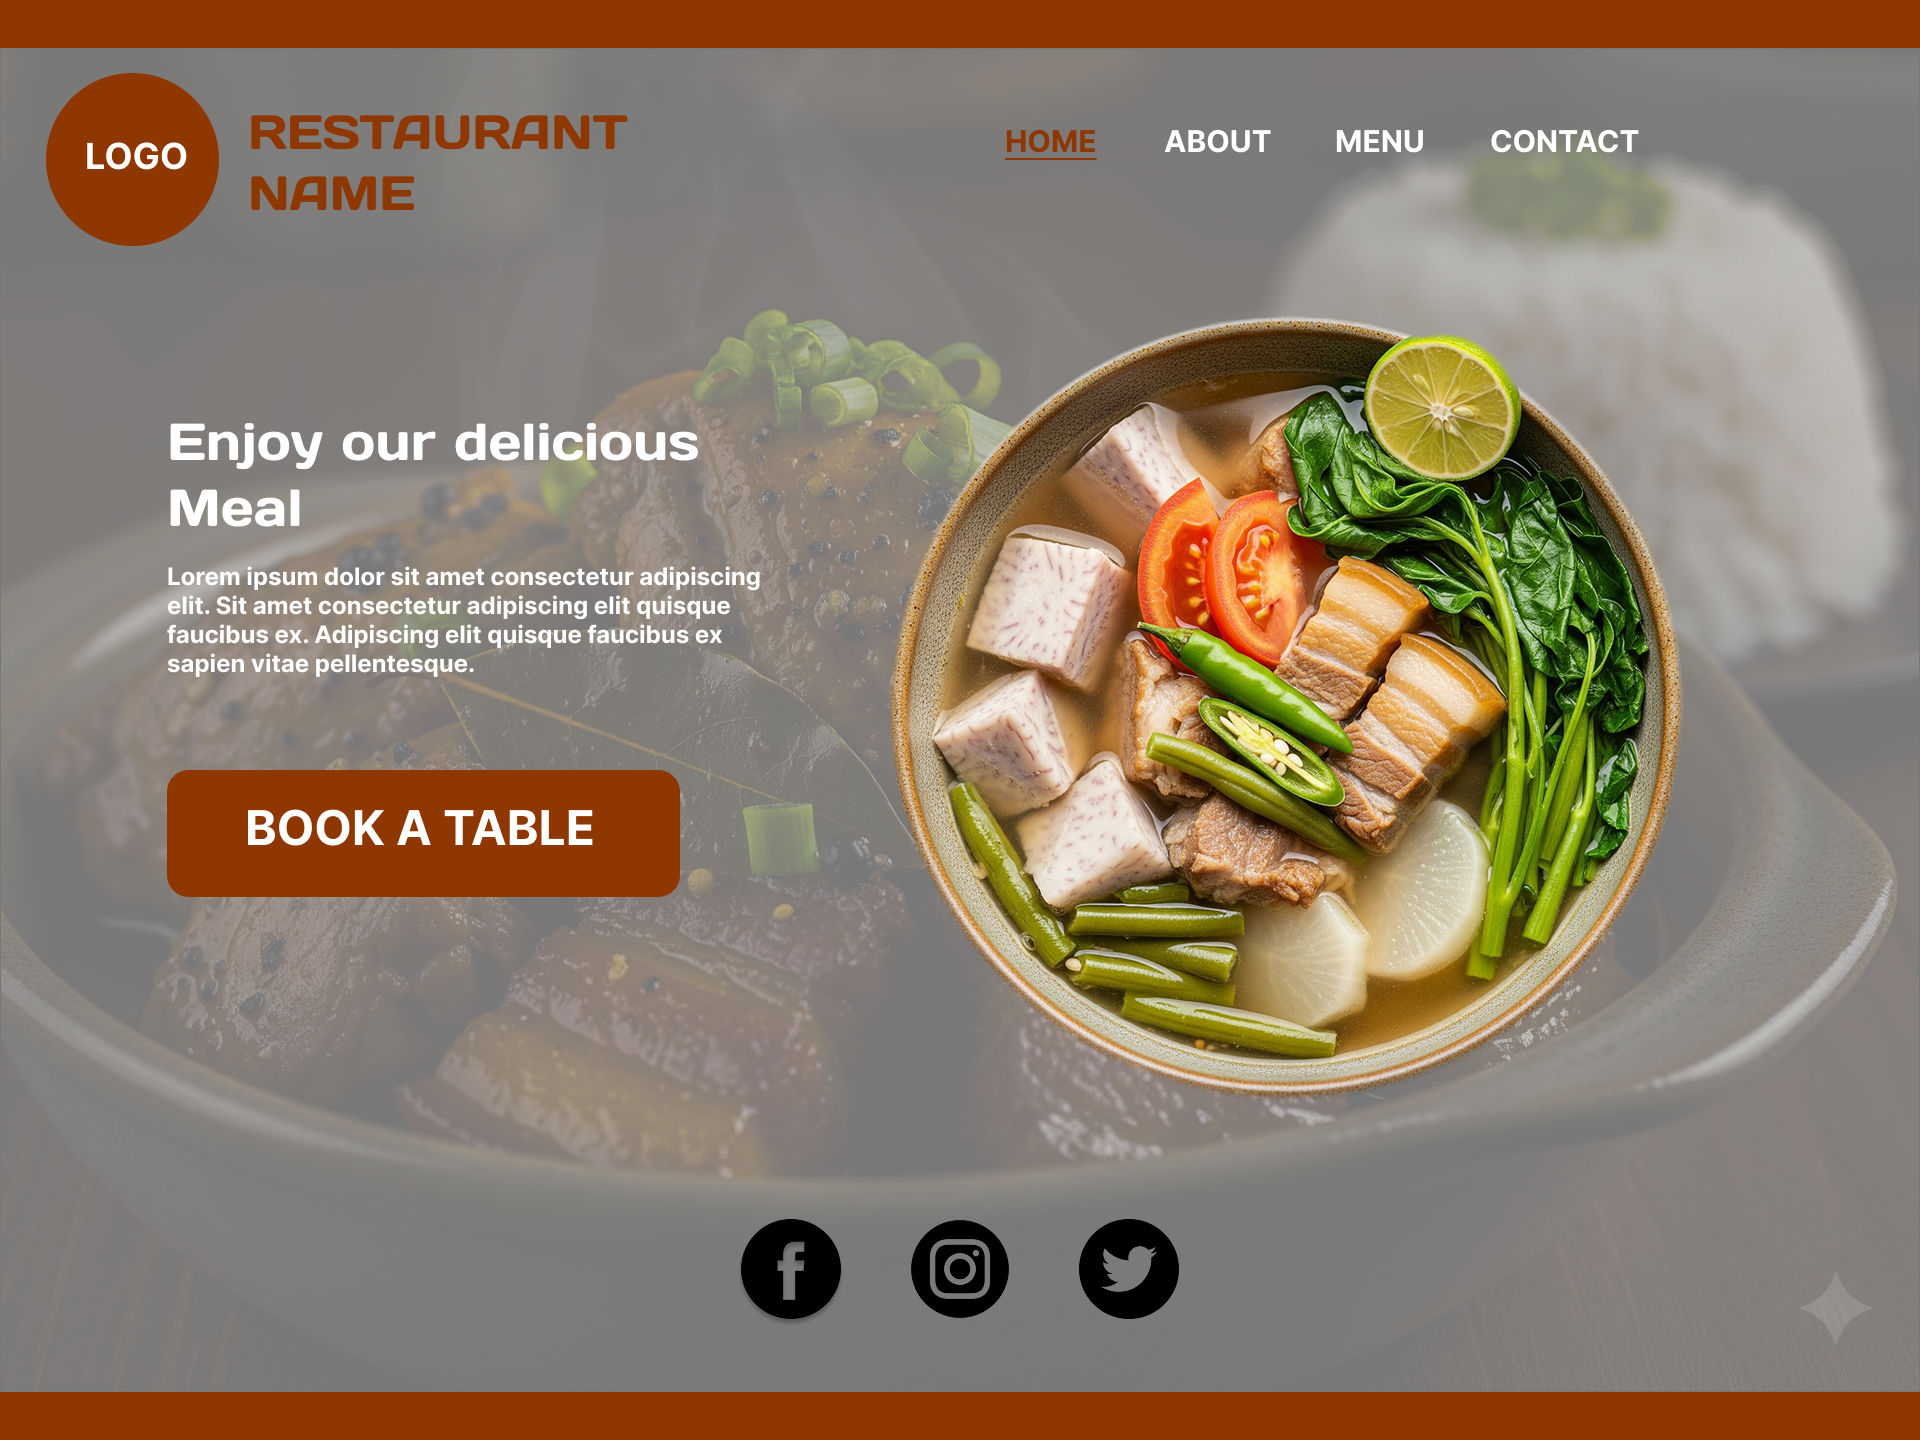 LOGO
RESTAURANT
NAME
HOME ABOUT MENU CONTACT
Enjoy our delicious
Meal
Lorem ipsum dolor sit amet consectetur adipiscing
elit. Sit amet consectetur adipiscing elit quisque
faucibus ex. Adipiscing elit quisque faucibus ex
sapien vitae pellentesque.
BOOK A TABLE